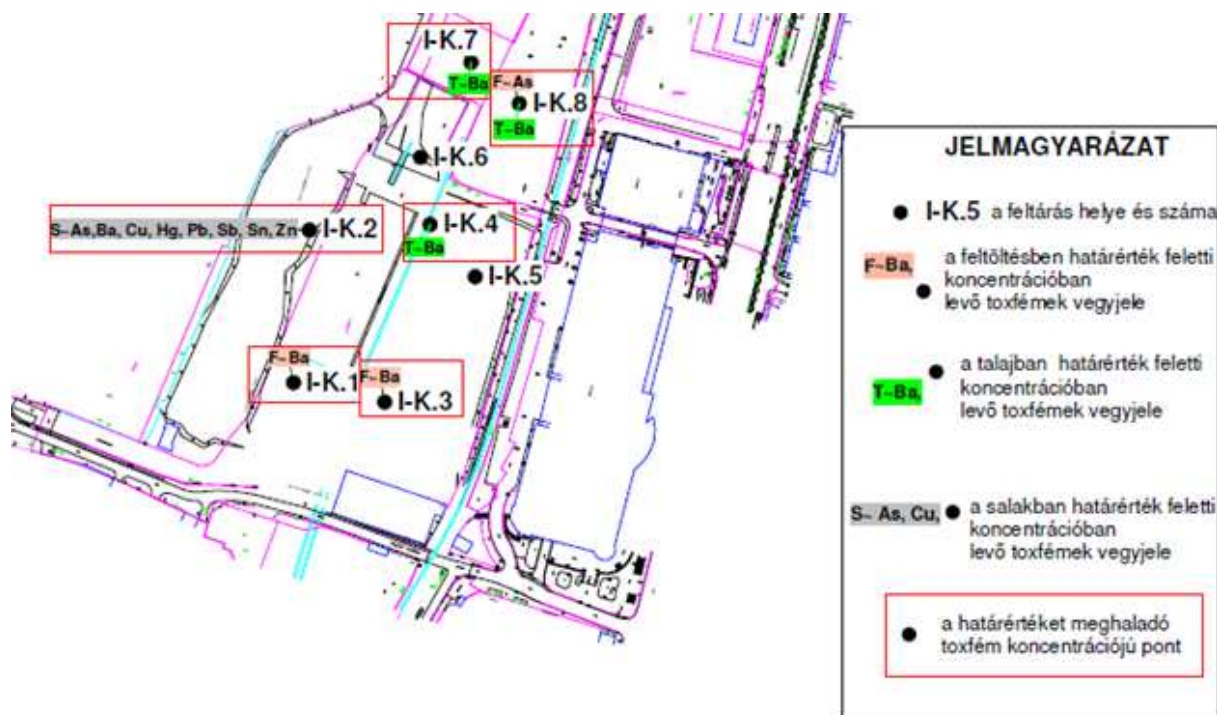 I-K.7
T~Ba
F~As
I-K.8
T~Ba
I-K.6
S~As,Ba, Cu, Hg, Pb, Sb, Sn, Zn
I-K.2
I-K.4
T~Ba
I-K.5
F~Ba
I-K.1
F~Ba
I-K.3
JELMAGYARÁZAT
I-K.5 a feltárás helye és száma
F~Ba,
a feltöltésben határérték feletti
koncentrációban
levő toxfémek vegyjele
T~Ba,
a talajban határérték feletti
koncentrációban
levő toxfémek vegyjele
S~ As, Cu,
a salakban határérték feletti
koncentrációban
levő toxfémek vegyjele
a határértéket meghaladó
toxfém koncentrációjú pont